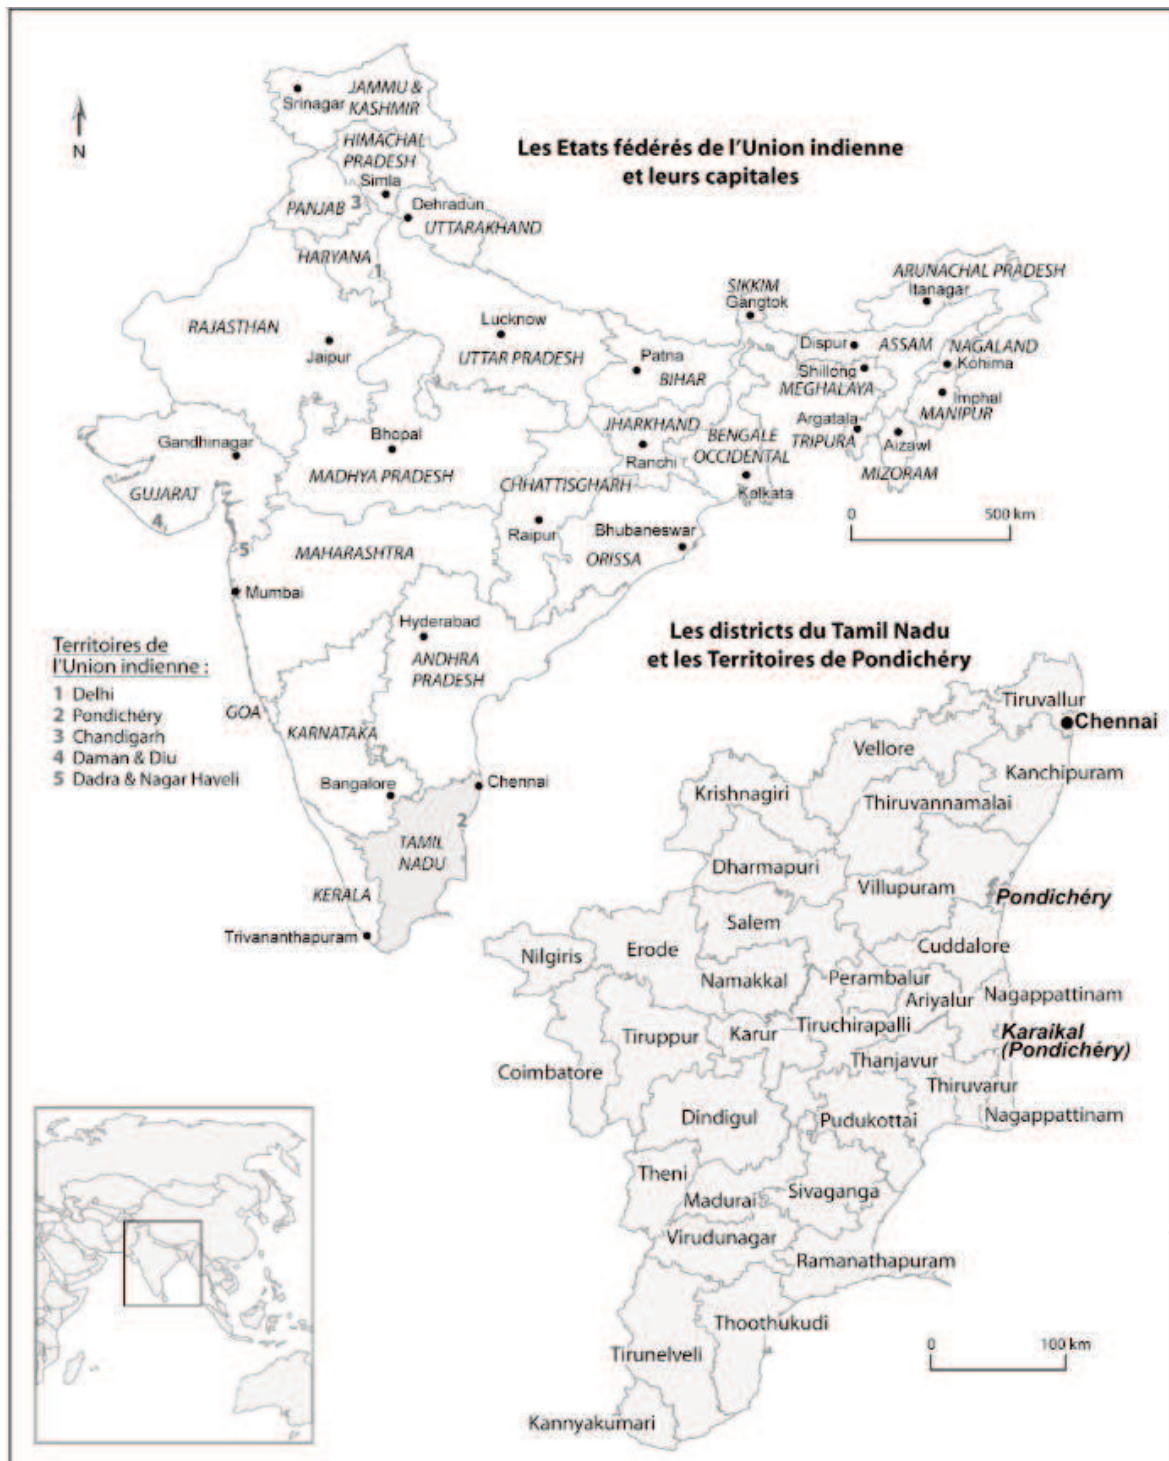 N
Les Etats fédérés de l'Union indienne
et leurs capitales
JAMMU &
KASHMIR
Srinagar
HIMACHAL
PRADESH
Simla
PANJAB
3
Dehradun
UTTARAKHAND
HARYANA
1
RAJASTHAN
Jaipur
Lucknow
UTTAR PRADESH
SIKKIM
Gangtok
ARUNACHAL PRADESH
Itanagar
Dispur
ASSAM
NAGALAND
Kohima
Shillong
MEGHALAYA
Imphal
MANIPUR
Argatala
TRIPURA
Aizawl
MIZORAM
Patna
BIHAR
JHARKHAND
Ranchi
BENGALE
OCCIDENTAL
Kolkata
Gandhinagar
GUJARAT
4
5
Bhopal
MADHYA PRADESH
CHHATTISGHARH
Raipur
Bhubaneswar
ORISSA
0
500 km
MAHARASHTRA
Mumbai
Hyderabad
ANDHRA
PRADESH
GOA
KARNATAKA
Bangalore
Chennai
2
TAMIL
NADU
KERALA
Trivananthapuram
Territoires de
l'Union indienne :
1 Delhi
2 Pondichéry
3 Chandigarh
4 Daman & Diu
5 Dadra & Nagar Haveli
Les districts du Tamil Nadu
et les Territoires de Pondichéry
Tiruvallur
Chennai
Vellore
Kanchipuram
Krishnagiri
Thiruvannamalai
Dharmapuri
Villupuram
Pondichéry
Salem
Cuddalore
Nilgiris
Erode
Namakkal
Perambalur
Ariyalur
Nagappattinam
Tiruppur
Karur
Tiruchirapalli
Karaikal
(Pondichéry)
Coimbatore
Thanjavur
Thiruvarur
Dindigul
Pudukottai
Nagappattinam
Theni
Madurai
Sivaganga
Virudunagar
Ramanathapuram
Thoothukudi
Tirunelveli
Kannyakumari
0
100 km